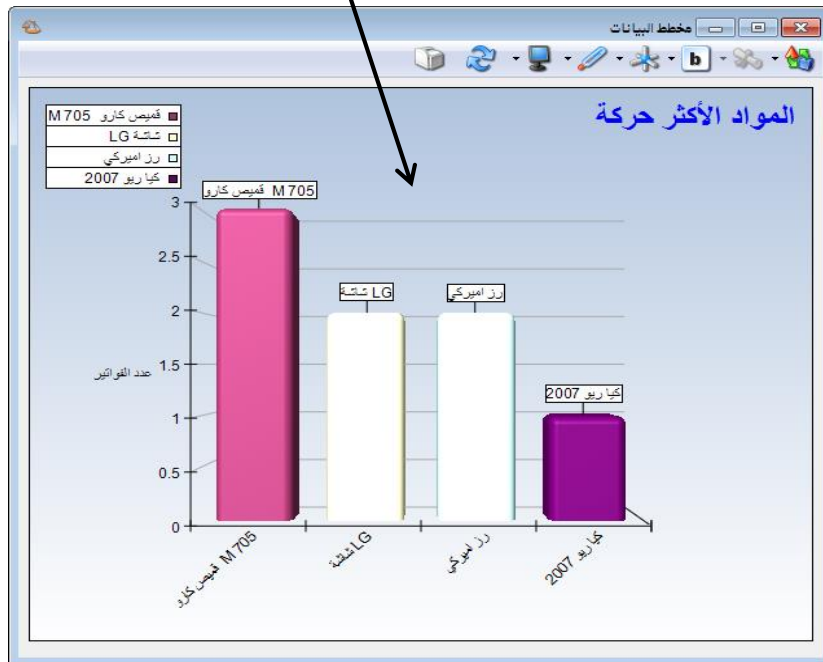 مخطط البيانات
b
المواد الأكثر حركة
قميص كارو M 705
شاشة LG
رز اميركي
كيا ريو 2007
3
2.5
2
1.5
1
0.5
0
عدد الفواتير
M 705 قميص كارو
LG شاشة
رز اميركي
كيا ريو 2007
M 705 قميص كارو
LG شاشة
رز اميركي
كيا ريو 2007